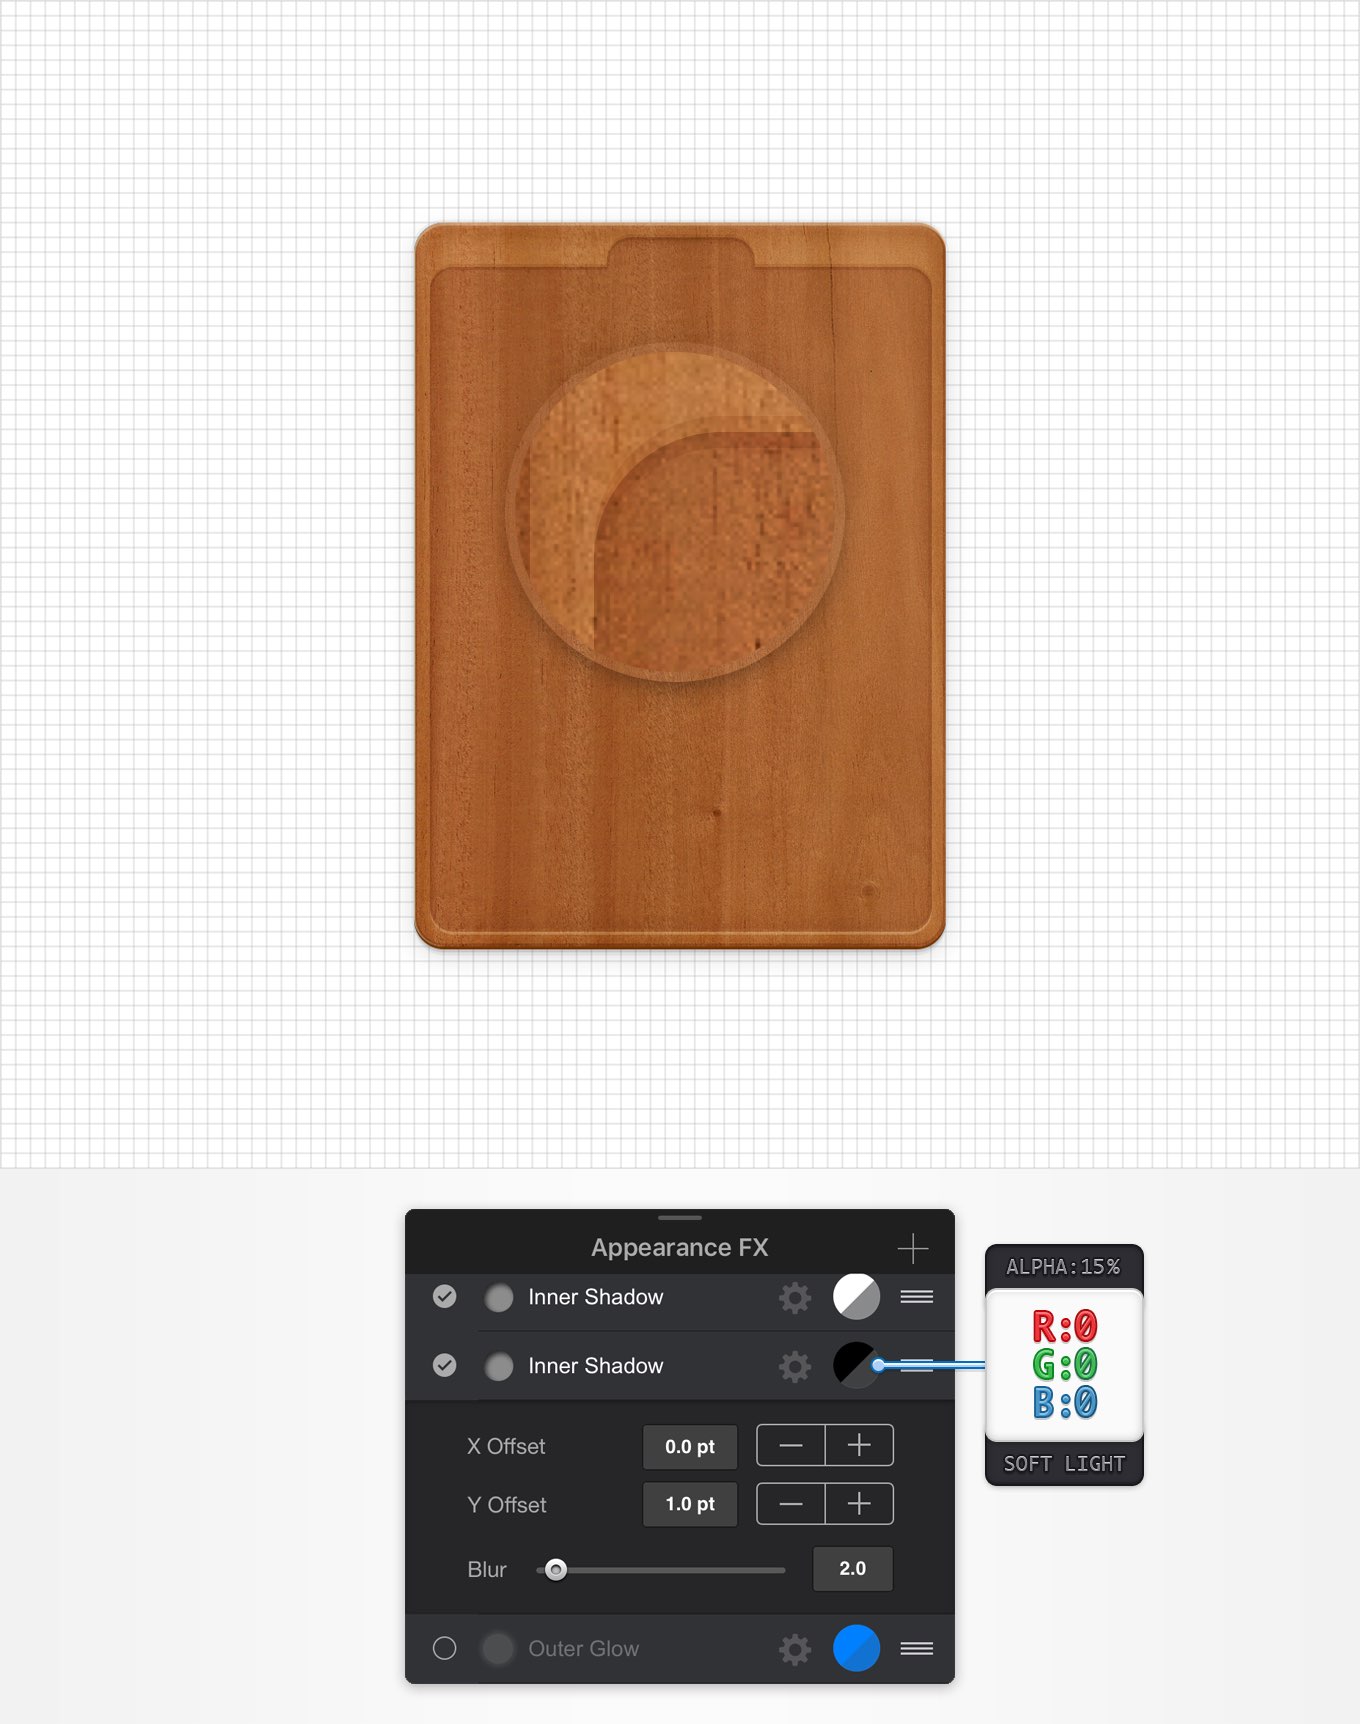 Appearance FX
Inner Shadow
Inner Shadow
X Offset 0.0 pt
Y Offset 1.0 pt
Blur 2.0
Outer Glow
ALPHA:15%
R:0
G:0
B:0
SOFT LIGHT